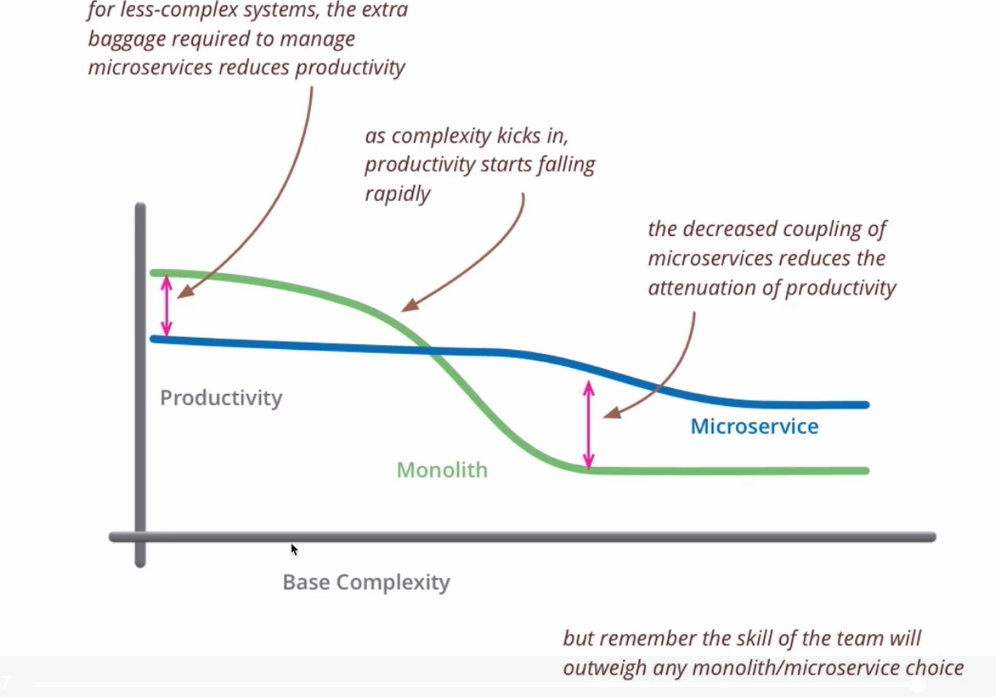 for less-complex systems, the extra
baggage required to manage
microservices reduces productivity
as complexity kicks in,
productivity starts falling
rapidly
the decreased coupling of
microservices reduces the
attenuation of productivity
Productivity
Microservice
Monolith
Base Complexity
but remember the skill of the team will
outweigh any monolith/microservice choice
7